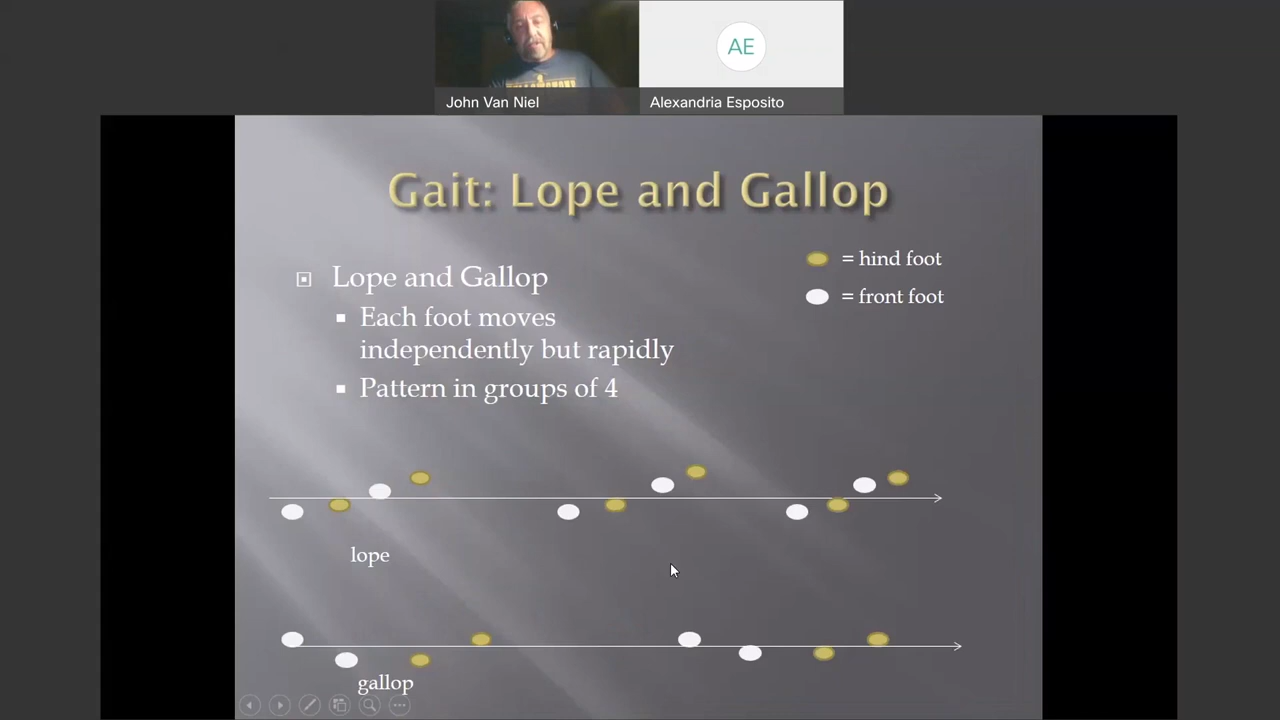 AE
John Van Niel
Alexandria Esposito
Gait: Lope and Gallop
= hind foot
= front foot
Lope and Gallop
Each foot moves
independently but rapidly
Pattern in groups of 4
lope
gallop